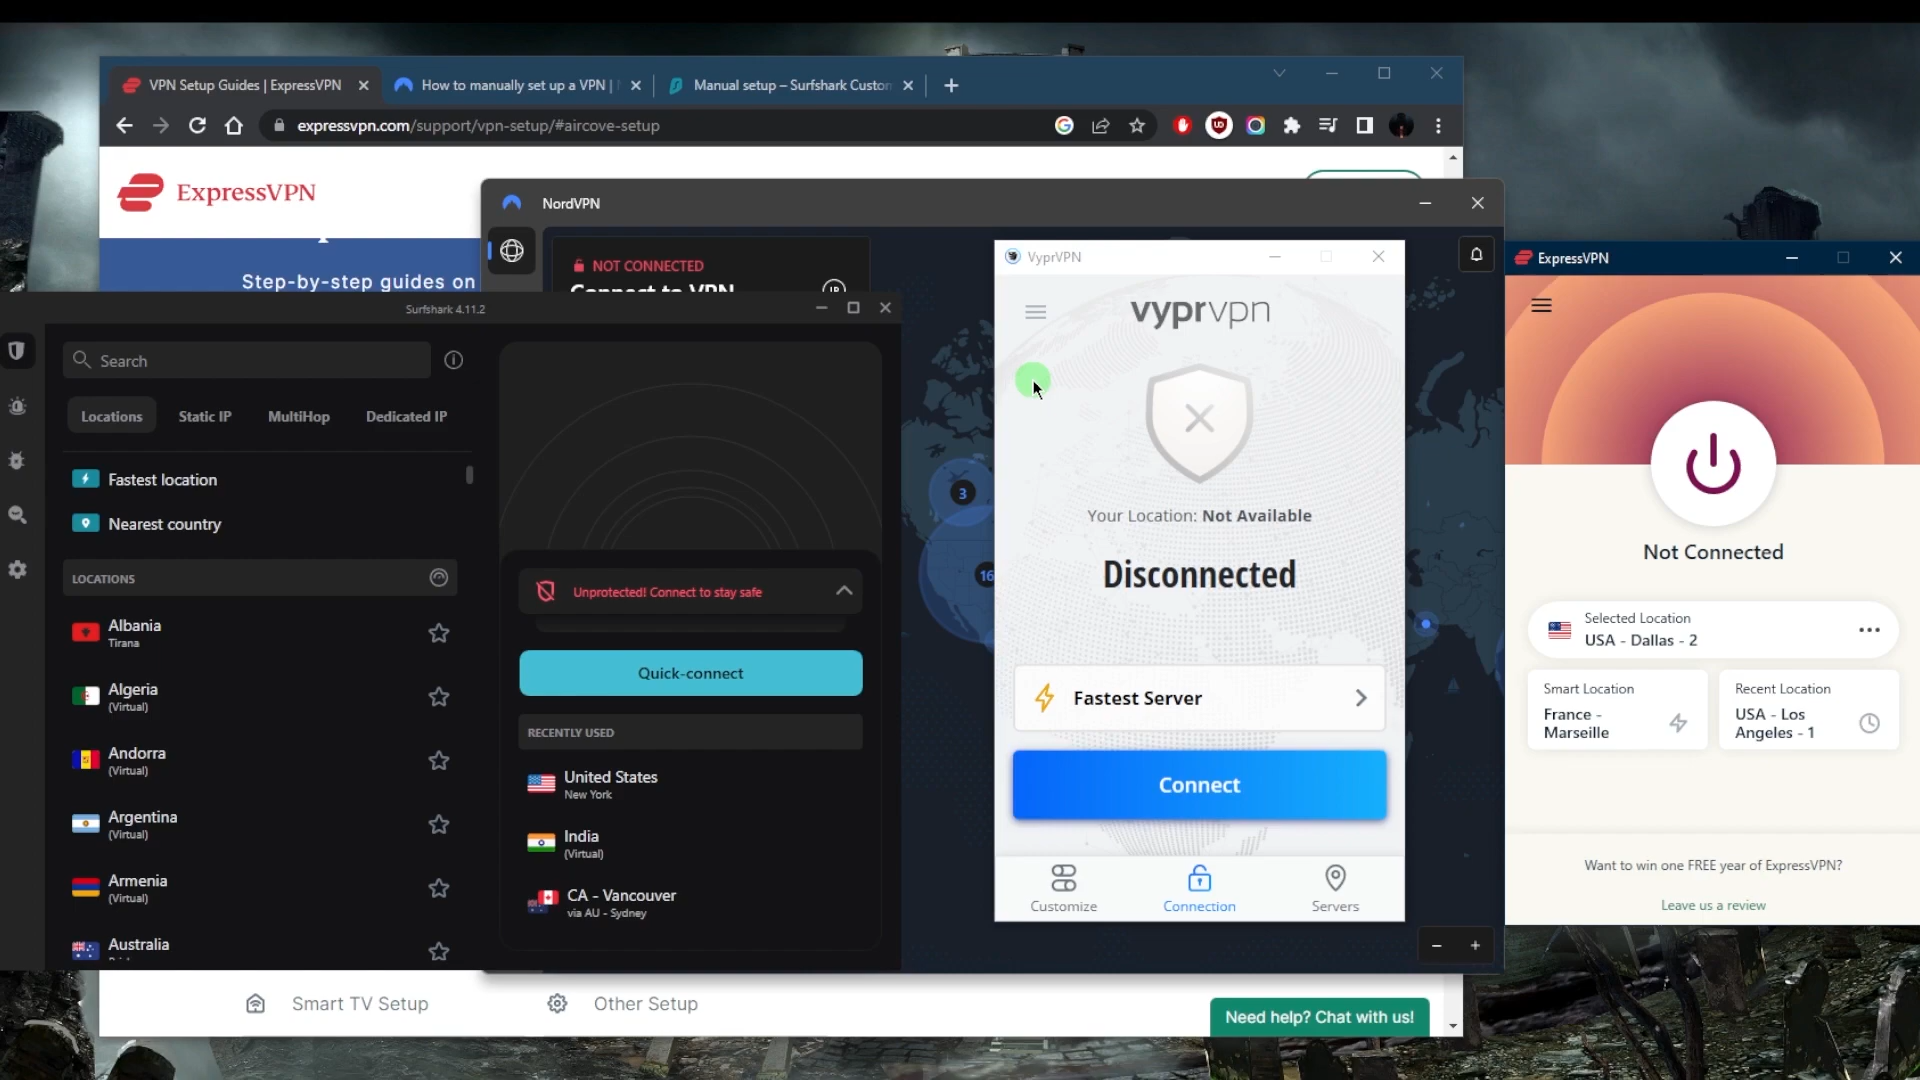 VPN Setup Guides | ExpressVPN
How to manually set up a VPN |
Manual setup – Surfshark Custon
expressvpn.com/support/vpn-setup/#aircove-setup
ExpressVPN
Step-by-step guides on
Smart TV Setup
Other Setup
Need help? Chat with us!
NordVPN
NOT CONNECTED
Connect to VPN
3
16
Surfshark 4.11.2
Search
Locations
Static IP
MultiHop
Dedicated IP
Fastest location
Nearest country
LOCATIONS
Albania
Tirana
Algeria
(Virtual)
Andorra
(Virtual)
Argentina
(Virtual)
Armenia
(Virtual)
Australia
Unprotected! Connect to stay safe
Quick-connect
RECENTLY USED
United States
New York
India
(Virtual)
CA - Vancouver
via AU - Sydney
VyprVPN
vyprvpn
Your Location: Not Available
Disconnected
Fastest Server
Connect
Customize
Connection
Servers
ExpressVPN
Not Connected
Selected Location
USA - Dallas - 2
Smart Location
France -
Marseille
Recent Location
USA - Los
Angeles - 1
Want to win one FREE year of ExpressVPN?
Leave us a review